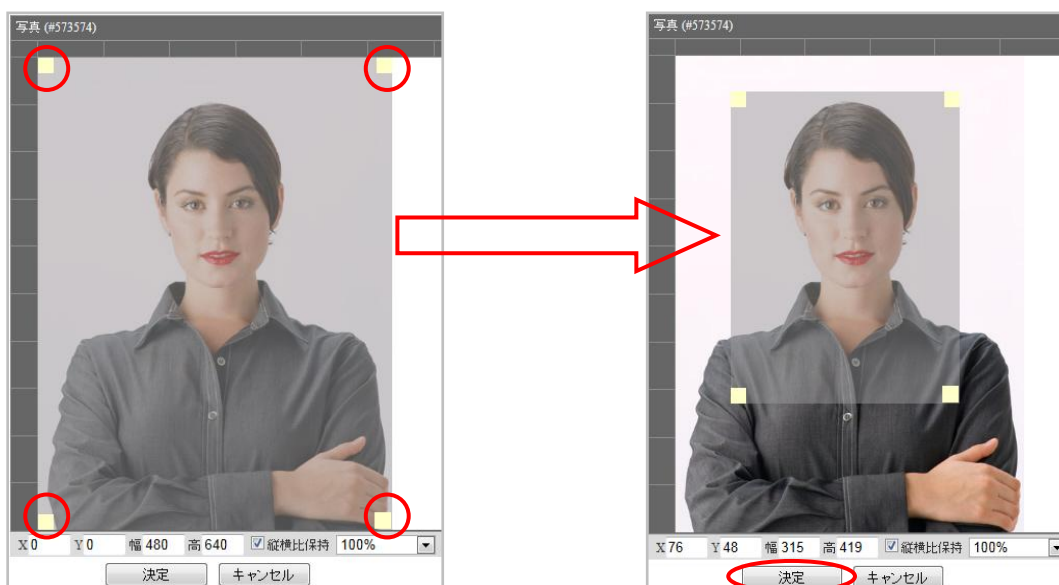 写真 (#573574)
X 0 Y 0 幅 480 高 640 縦横比保持 100%
決定 キャンセル
写真 (#573574)
X 76 Y 48 幅 315 高 419 縦横比保持 100%
決定 キャンセル